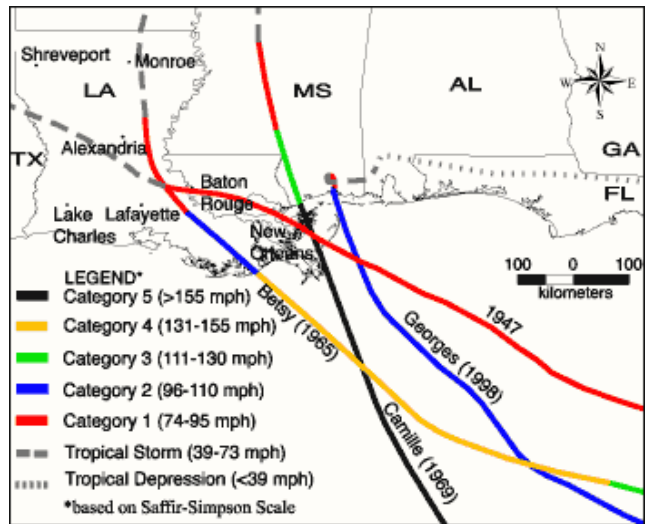 Shreveport
Monroe
LA
MS
AL
N
W E
S
TX
Alexandria
GA
FL
Baton
Rouge
Lake
Charles
Lafayette
New
Orleans
100 0 100
kilometers
LEGEND*
Category 5 (>155 mph)
Category 4 (131-155 mph)
Category 3 (111-130 mph)
Category 2 (96-110 mph)
Category 1 (74-95 mph)
Tropical Storm (39-73 mph)
Tropical Depression (<39 mph)
*based on Saffir-Simpson Scale
Betsy (1965)
Camille (1969)
Georges (1998)
1947